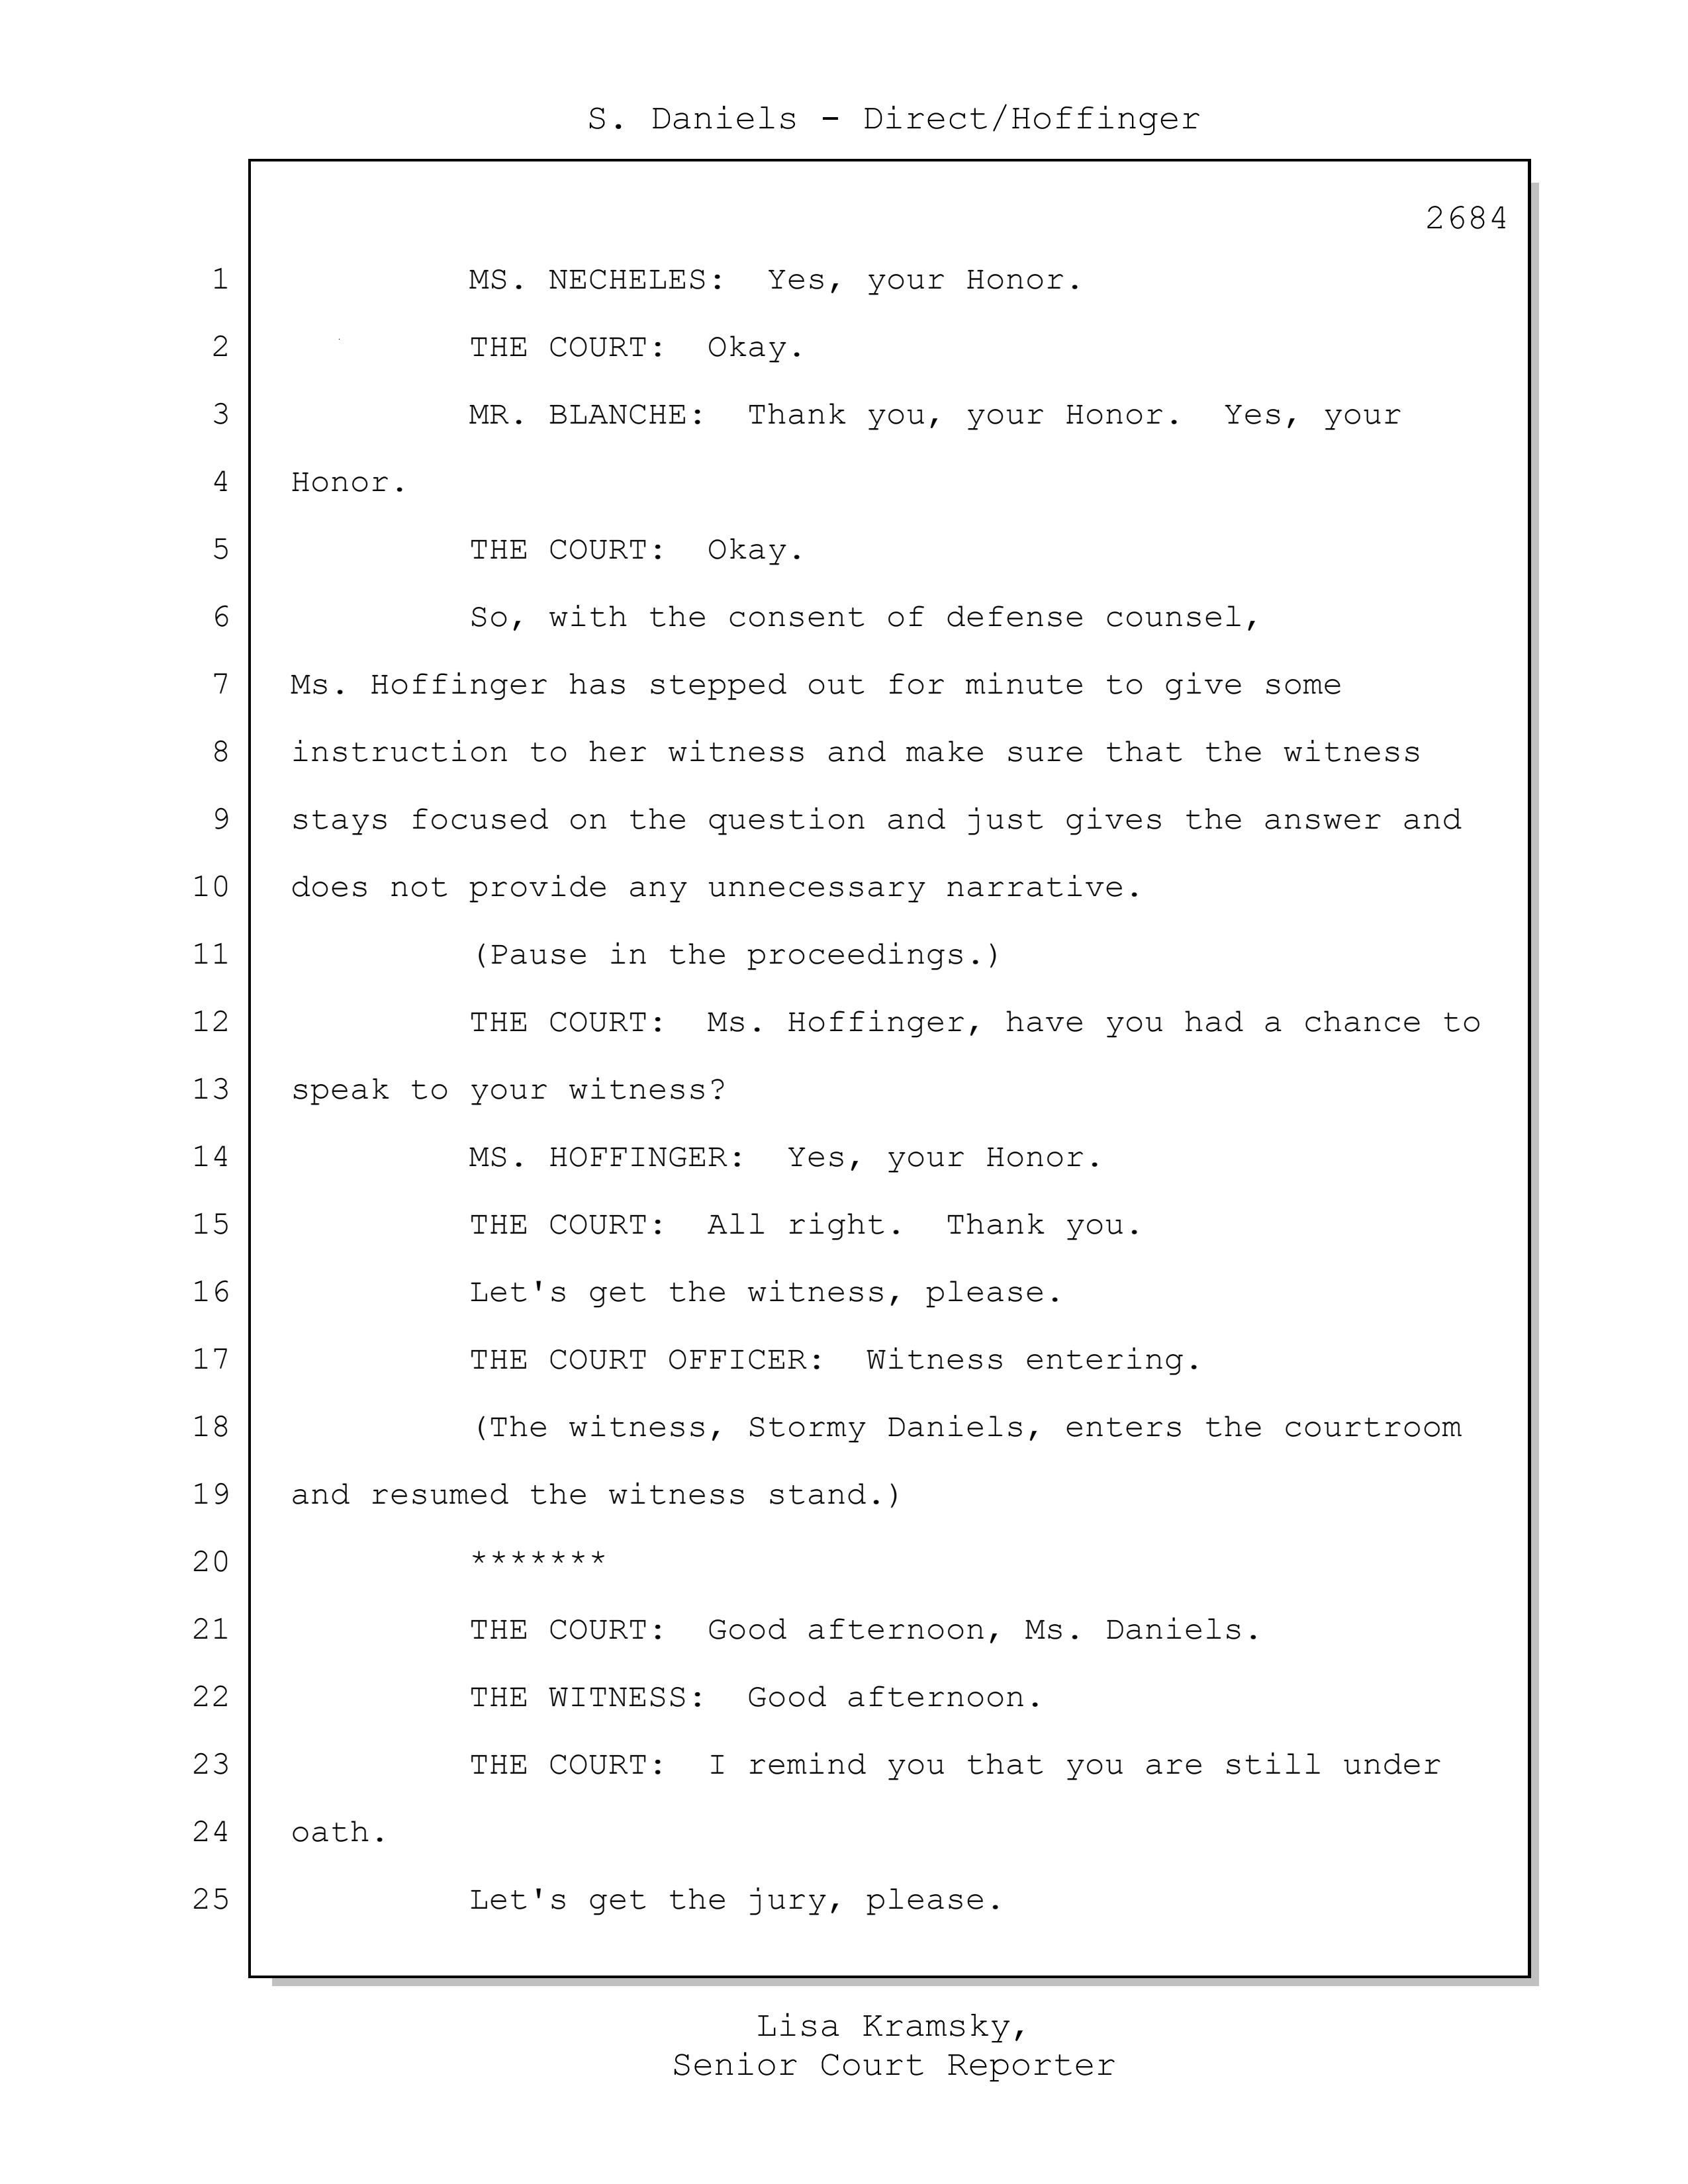 S. Daniels - Direct/Hoffinger
2684
1 MS. NECHELES: Yes, your Honor.
2 THE COURT: Okay.
3 MR. BLANCHE: Thank you, your Honor. Yes, your
4 Honor.
5 THE COURT: Okay.
6 So, with the consent of defense counsel,
7 Ms. Hoffinger has stepped out for minute to give some
8 instruction to her witness and make sure that the witness
9 stays focused on the question and just gives the answer and
10 does not provide any unnecessary narrative.
11 (Pause in the proceedings.)
12 THE COURT: Ms. Hoffinger, have you had a chance to
13 speak to your witness?
14 MS. HOFFINGER: Yes, your Honor.
15 THE COURT: All right. Thank you.
16 Let's get the witness, please.
17 THE COURT OFFICER: Witness entering.
18 (The witness, Stormy Daniels, enters the courtroom
19 and resumed the witness stand.)
20 *******
21 THE COURT: Good afternoon, Ms. Daniels.
22 THE WITNESS: Good afternoon.
23 THE COURT: I remind you that you are still under
24 oath.
25 Let's get the jury, please.
Lisa Kramsky,
Senior Court Reporter